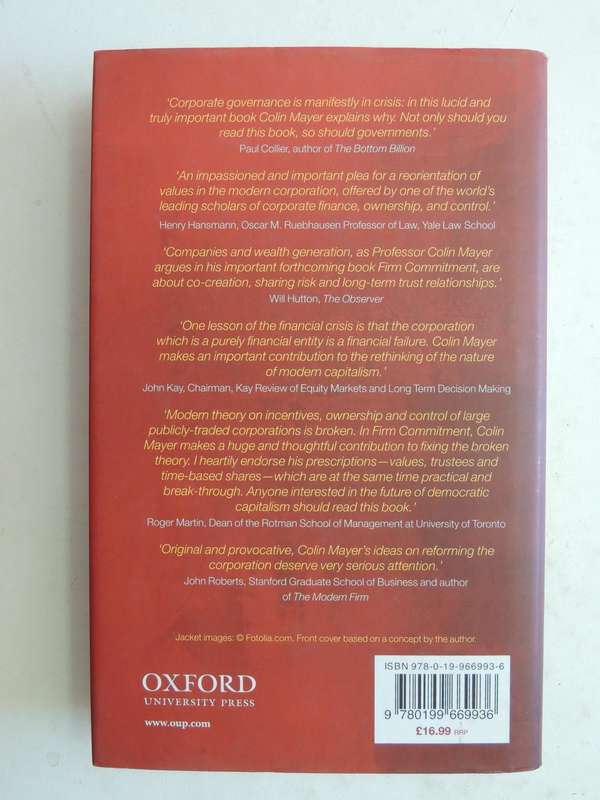 ‘Corporate governance is manifestly in crisis: in this lucid and
truly important book Colin Mayer explains why. Not only should you
read this book, so should governments.’
Paul Collier, author of The Bottom Billion
‘An impassioned and important plea for a reorientation of
values in the modern corporation, offered by one of the world’s
leading scholars of corporate finance, ownership, and control.’
Henry Hansmann, Oscar M. Ruebhausen Professor of Law, Yale Law School
‘Companies and wealth generation, as Professor Colin Mayer
argues in his important forthcoming book Firm Commitment, are
about co-creation, sharing risk and long-term trust relationships.’
Will Hutton, The Observer
‘One lesson of the financial crisis is that the corporation
which is a purely financial entity is a financial failure. Colin Mayer
makes an important contribution to the rethinking of the nature
of modern capitalism.’
John Kay, Chairman, Kay Review of Equity Markets and Long Term Decision Making
‘Modern theory on incentives, ownership and control of large
publicly-traded corporations is broken. In Firm Commitment, Colin
Mayer makes a huge and thoughtful contribution to fixing the broken
theory. I heartily endorse his prescriptions—values, trustees and
time-based shares—which are at the same time practical and
break-through. Anyone interested in the future of democratic
capitalism should read this book.’
Roger Martin, Dean of the Rotman School of Management at University of Toronto
‘Original and provocative, Colin Mayer’s ideas on reforming the
corporation deserve very serious attention.’
John Roberts, Stanford Graduate School of Business and author
of The Modern Firm
Jacket images: © Fotolia.com. Front cover based on a concept by the author.
OXFORD
UNIVERSITY PRESS
www.oup.com
ISBN 978-0-19-966993-6
9 780199 669936
£16.99 RRP